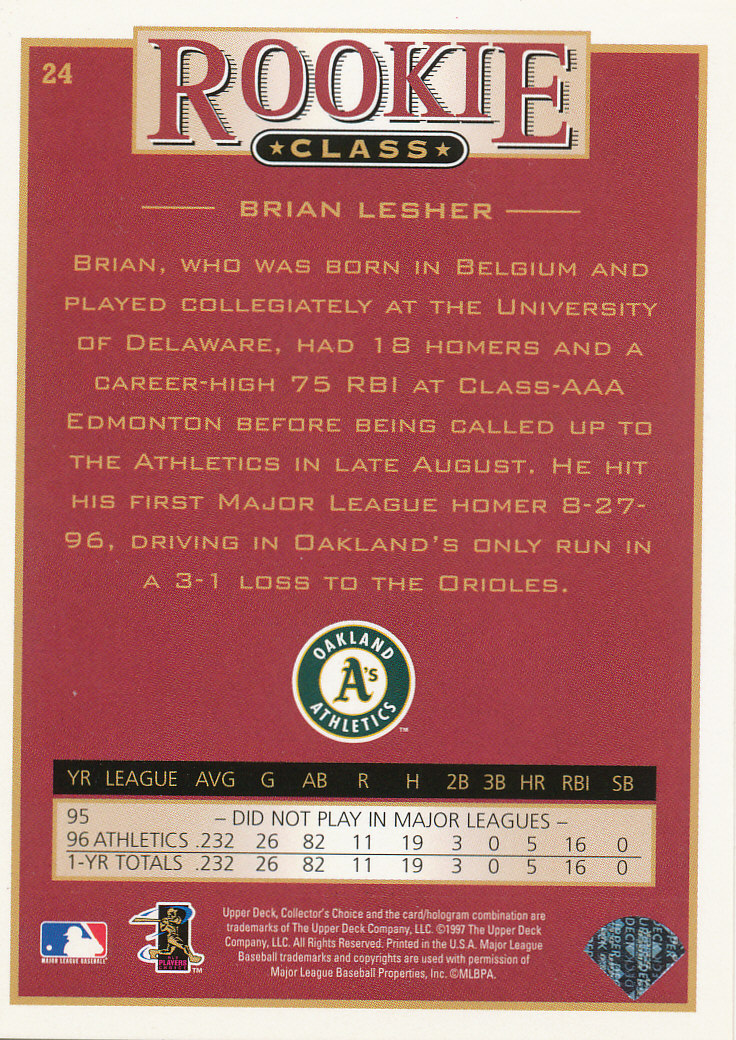 24
ROOKIE
CLASS
BRIAN LESHER
BRIAN, WHO WAS BORN IN BELGIUM AND
PLAYED COLLEGIATELY AT THE UNIVERSITY
OF DELAWARE, HAD 18 HOMERS AND A
CAREER-HIGH 75 RBI AT CLASS-AAA
EDMONTON BEFORE BEING CALLED UP TO
THE ATHLETICS IN LATE AUGUST. HE HIT
HIS FIRST MAJOR LEAGUE HOMER 8-27-
96, DRIVING IN OAKLAND'S ONLY RUN IN
A 3-1 LOSS TO THE ORIOLES.
OAKLAND
A's
ATHLETICS
™
YR LEAGUE AVG G AB R H 2B 3B HR RBI SB
95 – DID NOT PLAY IN MAJOR LEAGUES –
96 ATHLETICS .232 26 82 11 19 3 0 5 16 0
1-YR TOTALS .232 26 82 11 19 3 0 5 16 0
MAJOR LEAGUE BASEBALL
PLAYERS
™
Upper Deck, Collector's Choice and the card/hologram combination are
trademarks of The Upper Deck Company, LLC. ©1997 The Upper Deck
Company, LLC. All Rights Reserved. Printed in the U.S.A. Major League
Baseball trademarks and copyrights are used with permission of
Major League Baseball Properties, Inc. ©MLBPA.